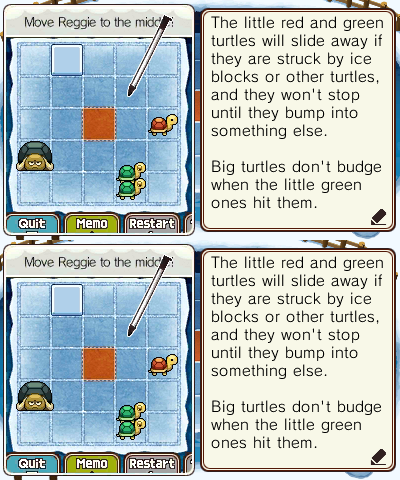 Move Reggie to the midd
The little red and green
turtles will slide away if
they are struck by ice
blocks or other turtles,
and they won't stop
until they bump into
something else.
Big turtles don't budge
when the little green
ones hit them.
Quit
Memo
Restart
Move Reggie to the midd
The little red and green
turtles will slide away if
they are struck by ice
blocks or other turtles,
and they won't stop
until they bump into
something else.
Big turtles don't budge
when the little green
ones hit them.
Quit
Memo
Restart